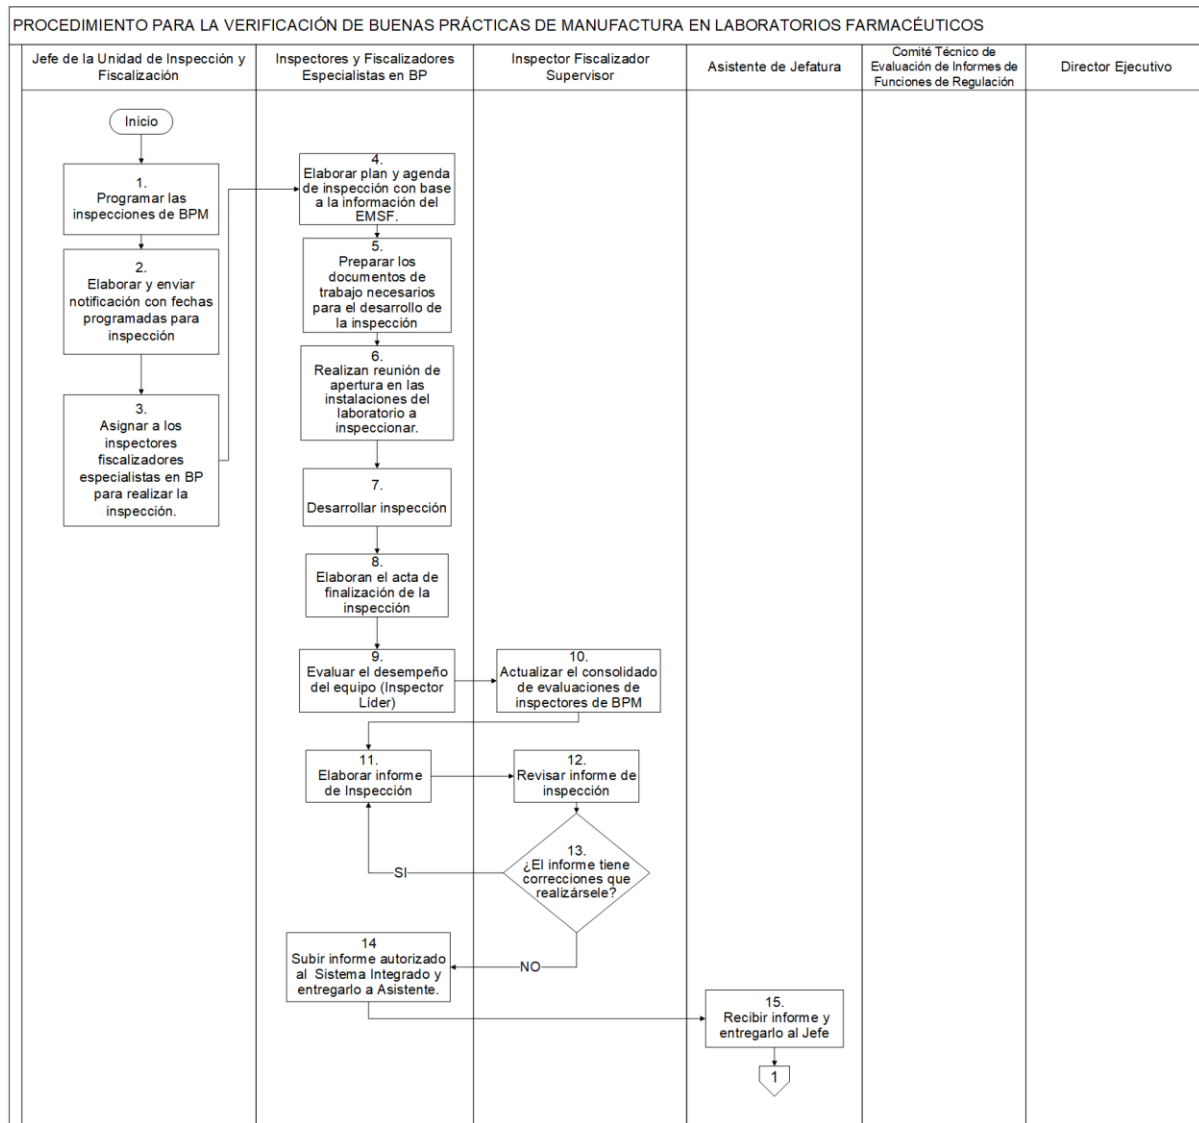 PROCEDIMIENTO PARA LA VERIFICACIÓN DE BUENAS PRÁCTICAS DE MANUFACTURA EN LABORATORIOS FARMACÉUTICOS
Jefe de la Unidad de Inspección y
Fiscalización
Inspectores y Fiscalizadores
Especialistas en BP
Inspector Fiscalizador
Supervisor
Asistente de Jefatura
Comité Técnico de
Evaluación de Informes de
Funciones de Regulación
Director Ejecutivo
Inicio
1.
Programar las
inspecciones de BPM
2.
Elaborar y enviar
notificación con fechas
programadas para
inspección
3.
Asignar a los
inspectores
fiscalizadores
especialistas en BP
para realizar la
inspección.
4.
Elaborar plan y agenda
de inspección con base
a la información del
EMSF.
5.
Preparar los
documentos de
trabajo necesarios
para el desarrollo de
la inspección
6.
Realizan reunión de
apertura en las
instalaciones del
laboratorio a
inspeccionar.
7.
Desarrollar inspección
8.
Elaboran el acta de
finalización de la
inspección
9.
Evaluar el desempeño
del equipo (Inspector
Líder)
10.
Actualizar el consolidado
de evaluaciones de
inspectores de BPM
11.
Elaborar informe
de Inspección
12.
Revisar informe de
inspección
13.
¿El informe tiene
correcciones que
realizársele?
SI
NO
14
Subir informe autorizado
al Sistema Integrado y
entregarlo a Asistente.
15.
Recibir informe y
entregarlo al Jefe
1